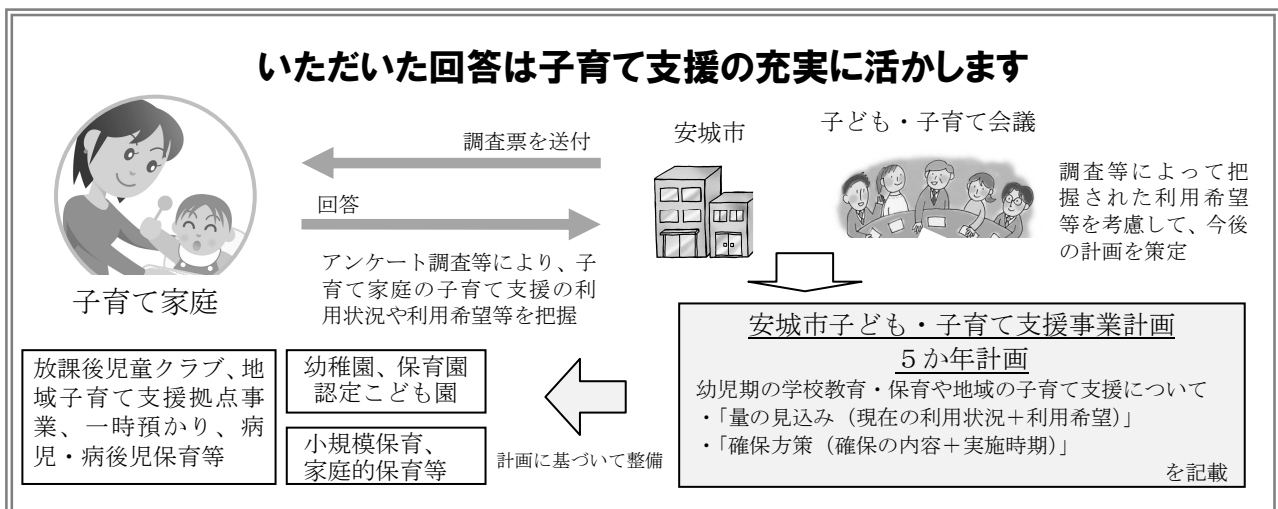 いただいた回答は子育て支援の充実に活かします
調査票を送付
回答
アンケート調査等により、子
育て家庭の子育て支援の利
用状況や利用希望等を把握
子育て家庭
安城市
子ども・子育て会議
調査等によって把
握された利用希望
等を考慮して、今後
の計画を策定
安城市子ども・子育て支援事業計画
５か年計画
幼児期の学校教育・保育や地域の子育て支援について
・「量の見込み（現在の利用状況＋利用希望）」
・「確保方策（確保の内容＋実施時期）」
を記載
計画に基づいて整備
幼稚園、保育園
認定こども園
小規模保育、
家庭的保育等
放課後児童クラブ、地
域子育て支援拠点事
業、一時預かり、病
児・病後児保育等